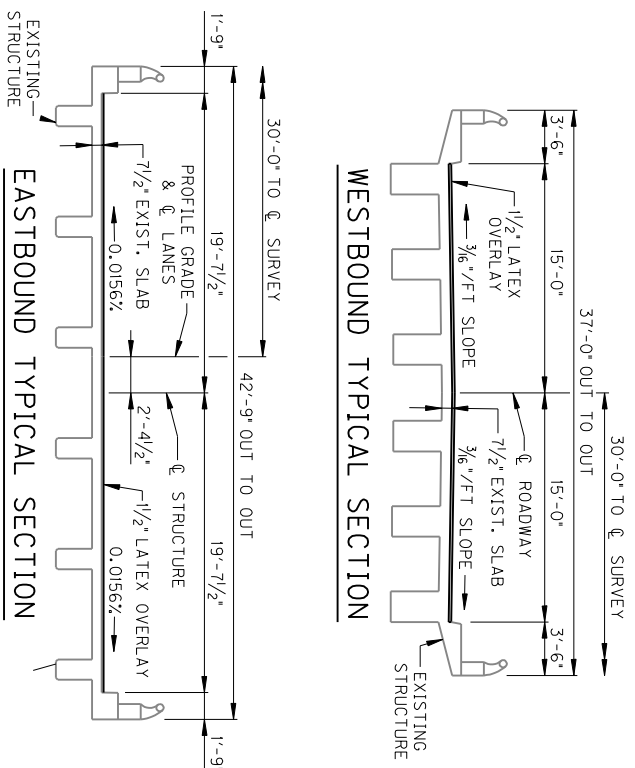 30'-0" TO ℄ SURVEY
37'-0" OUT TO OUT
3'-6"
15'-0"
15'-0"
3'-6"
1½" LATEX
OVERLAY
3/16"/FT SLOPE
℄ ROADWAY
7½" EXIST. SLAB
3/16"/FT SLOPE
EXISTING
STRUCTURE
WESTBOUND TYPICAL SECTION
30'-0" TO ℄ SURVEY
42'-9" OUT TO OUT
1'-9"
19'-7½"
19'-7½"
1'-9"
PROFILE GRADE
& ℄ LANES
℄ STRUCTURE
2'-4½"
7½" EXIST. SLAB
1½" LATEX OVERLAY
0.0156%
0.0156%
EXISTING
STRUCTURE
EASTBOUND TYPICAL SECTION